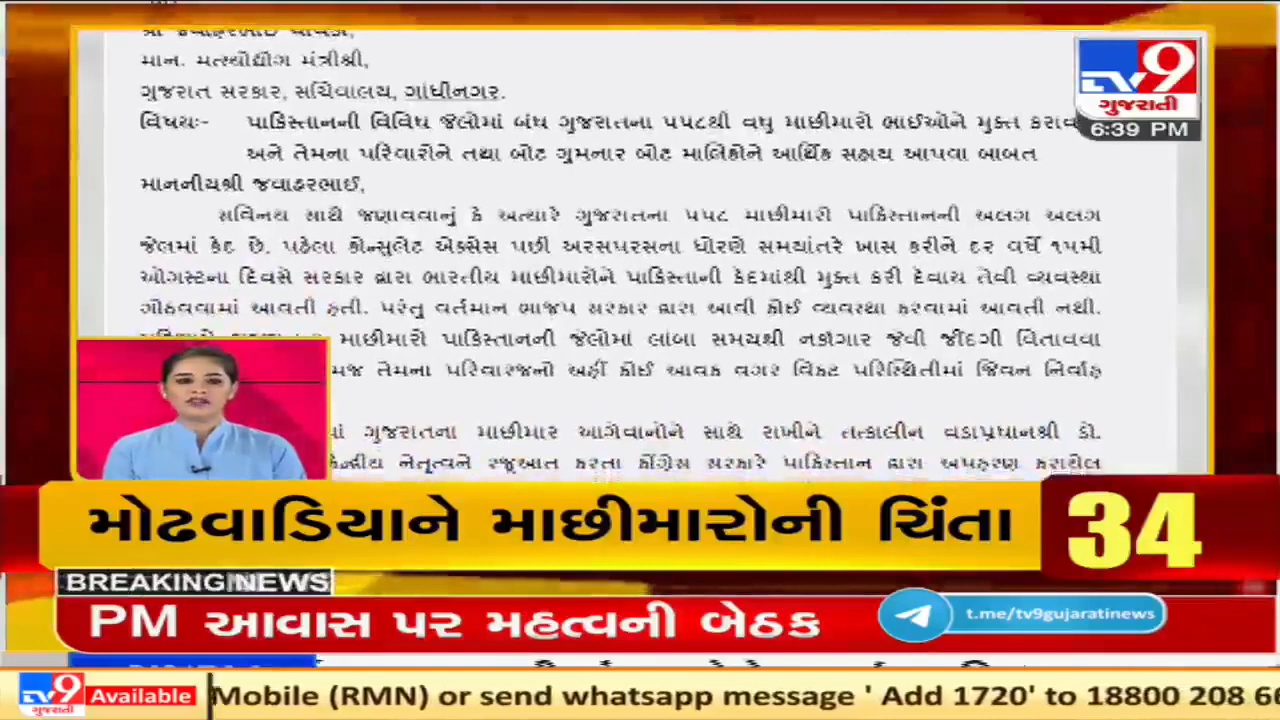 શ્રી જવાહરભાઈ ચાવડા,
માન. મત્સ્યોદ્યોગ મંત્રીશ્રી,
ગુજરાત સરકાર, સચિવાલય, ગાંધીનગર.
વિષયઃ- પાકિસ્તાનની વિવિધ જેલોમાં બંધ ગુજરાતના ૫૫૮થી વધુ માછીમારો ભાઈઓને મુક્ત
અને તેમના પરિવારોને તથા બોટ ગુમનાર બોટ માલિકોને આર્થિક સહાય આપવા બાબત
માનનીયશ્રી જવાહરભાઈ,
સવિનય સાથે જણાવવાનું કે અત્યારે ગુજરાતના ૫૫૮ માછીમારો પાકિસ્તાનની અલગ અલગ
જેલમાં કેદ છે. પહેલા કોન્સુલેટ એક્સેસ પછી અરસપરસના ધોરણે સમયાંતરે ખાસ કરીને દર વર્ષે ૧૫મી
ઓગસ્ટના દિવસે સરકાર દ્વારા ભારતીય માછીમારોને પાકિસ્તાની કેદમાંથી મુક્ત કરી દેવાય તેવી વ્યવસ્થા
ગોઠવવામાં આવતી હતી. પરંતુ વર્તમાન ભાજપ સરકાર દ્વારા આવી કોઈ વ્યવસ્થા કરવામાં આવતી નથી.
માછીમારો પાકિસ્તાનની જેલોમાં લાંબા સમયથી નર્કાગાર જેવી જીંદગી વિતાવવા
મજ તેમના પરિવારજનો અહીં કોઈ આવક વગર વિકટ પરિસ્થિતીમાં જિવન નિર્વાહ
માં ગુજરાતના માછીમાર આગેવાનોને સાથે રાખીને તત્કાલીન વડાપ્રધાનશ્રી ડો.
કેન્દ્રીય નેતૃત્વને રજૂઆત કરતા કોંગ્રેસ સરકારે પાકિસ્તાન દ્વારા અપહરણ કરાયેલ
TV9
ગુજરાતી
6:39 PM
મોઢવાડિયાને માછીમારોની ચિંતા
34
BREAKING NEWS
PM આવાસ પર મહત્વની બેઠક
t.me/tv9gujaratinews
TV9 ગુજરાતી Available Mobile (RMN) or send whatsapp message ' Add 1720' to 18800 208